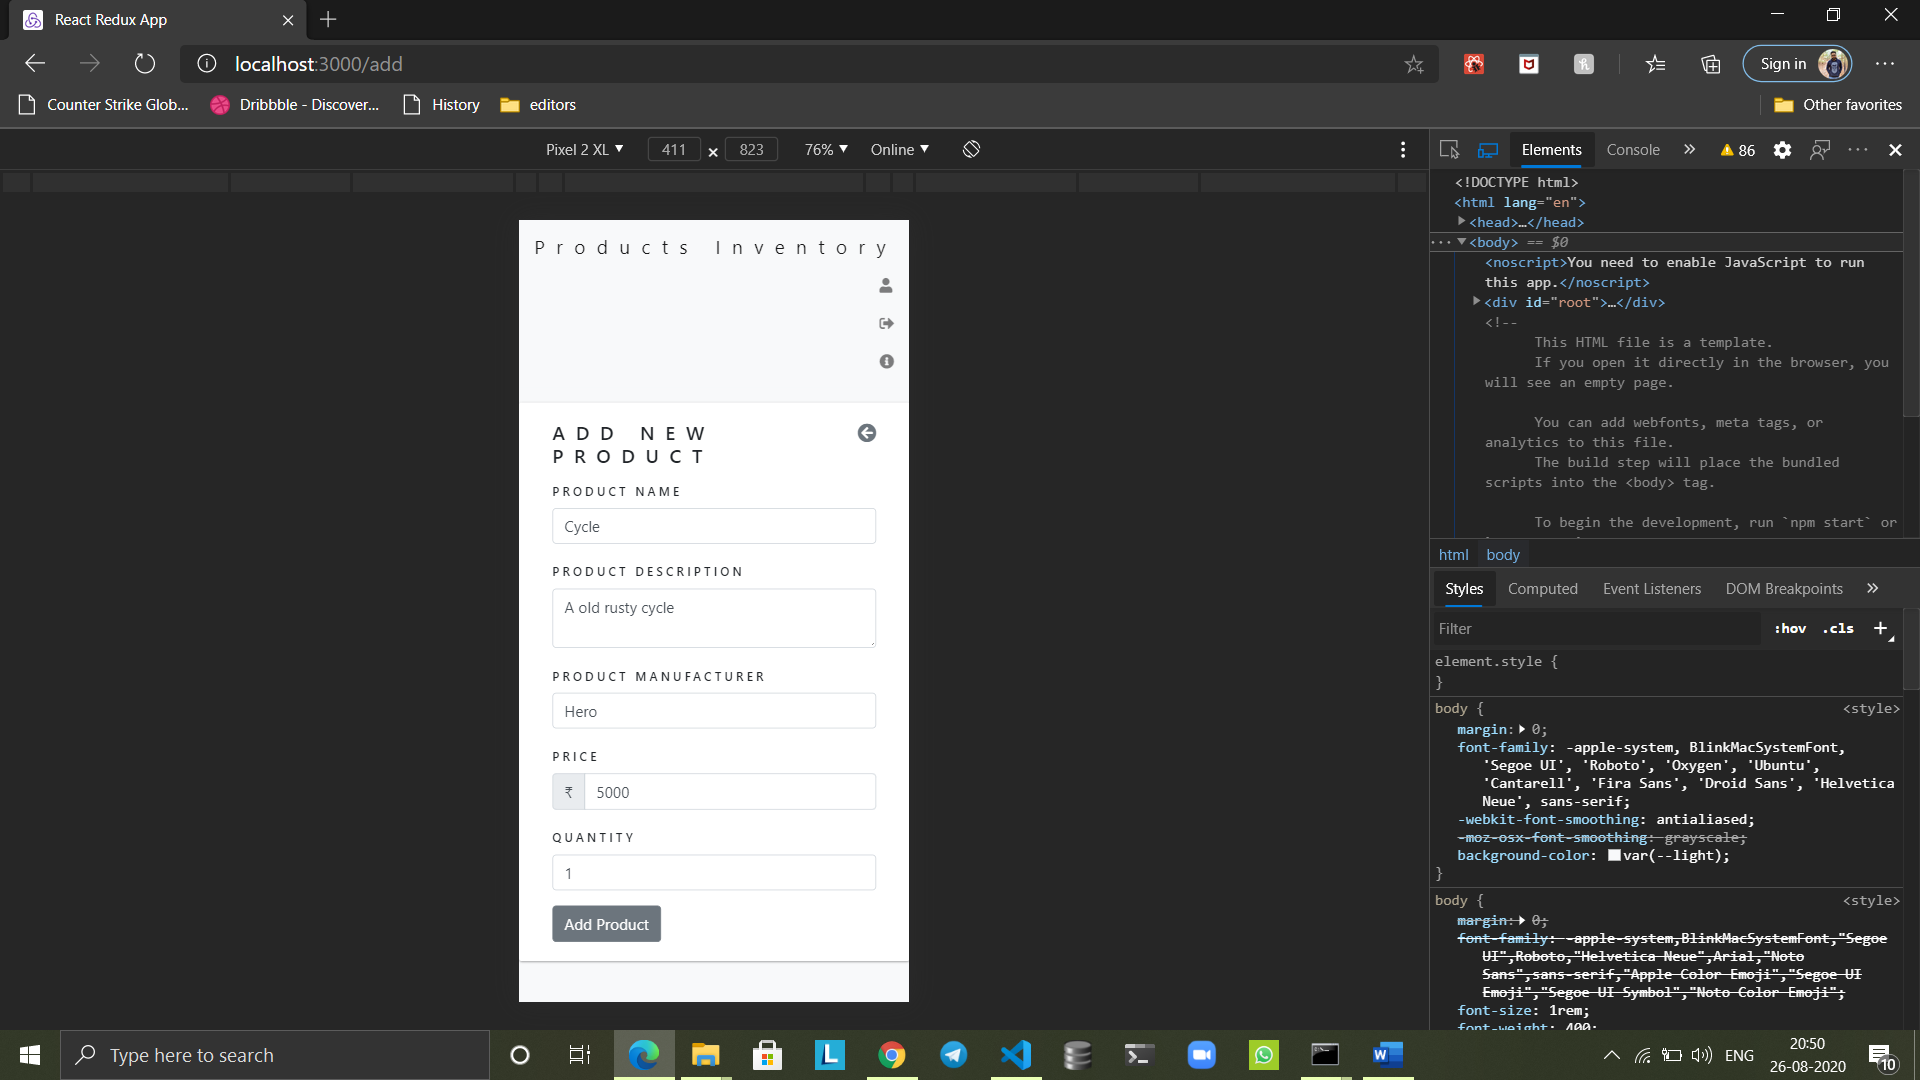 React Redux App
localhost:3000/add
Sign in
Counter Strike Glob...
Dribbble - Discover...
History
editors
Other favorites
Pixel 2 XL
411
823
76%
Online
Elements
Console
86
Products Inventory
ADD NEW
PRODUCT
PRODUCT NAME
Cycle
PRODUCT DESCRIPTION
A old rusty cycle
PRODUCT MANUFACTURER
Hero
PRICE
₹ 5000
QUANTITY
1
Add Product
<!DOCTYPE html>
<html lang="en">
<head>…</head>
<body> == $0
<noscript>You need to enable JavaScript to run
this app.</noscript>
<div id="root">…</div>
<!--
This HTML file is a template.
If you open it directly in the browser, you
will see an empty page.
You can add webfonts, meta tags, or
analytics to this file.
The build step will place the bundled
scripts into the <body> tag.
To begin the development, run `npm start` or
html body
Styles Computed Event Listeners DOM Breakpoints
Filter :hov .cls +
element.style {
}
body { <style>
margin: 0;
font-family: -apple-system, BlinkMacSystemFont,
'Segoe UI', 'Roboto', 'Oxygen', 'Ubuntu',
'Cantarell', 'Fira Sans', 'Droid Sans', 'Helvetica
Neue', sans-serif;
-webkit-font-smoothing: antialiased;
-moz-osx-font-smoothing: grayscale;
background-color: var(--light);
}
body { <style>
margin: 0;
font-family: -apple-system,BlinkMacSystemFont,"Segoe
UI",Roboto,"Helvetica Neue",Arial,"Noto
Sans",sans-serif,"Apple Color Emoji","Segoe UI
Emoji","Segoe UI Symbol","Noto Color Emoji";
font-size: 1rem;
font-weight: 400;
Type here to search
ENG
20:50
26-08-2020
10